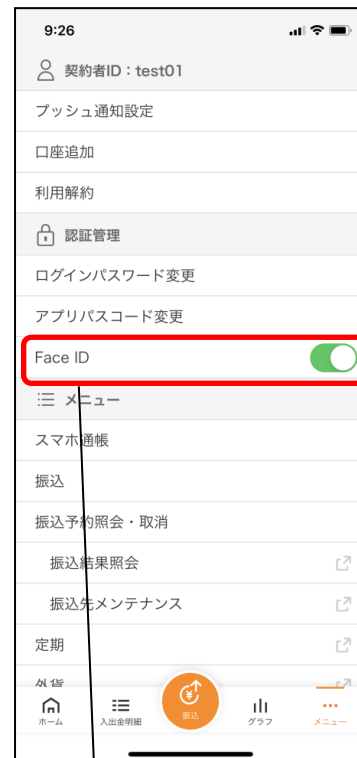 9:26
契約者ID：test01
プッシュ通知設定
口座追加
利用解約
認証管理
ログインパスワード変更
アプリパスコード変更
Face ID
メニュー
スマホ通帳
振込
振込予約照会・取消
振込結果照会
振込先メンテナンス
定期
外貨
ホーム
入出金明細
振込
グラフ
メニュー